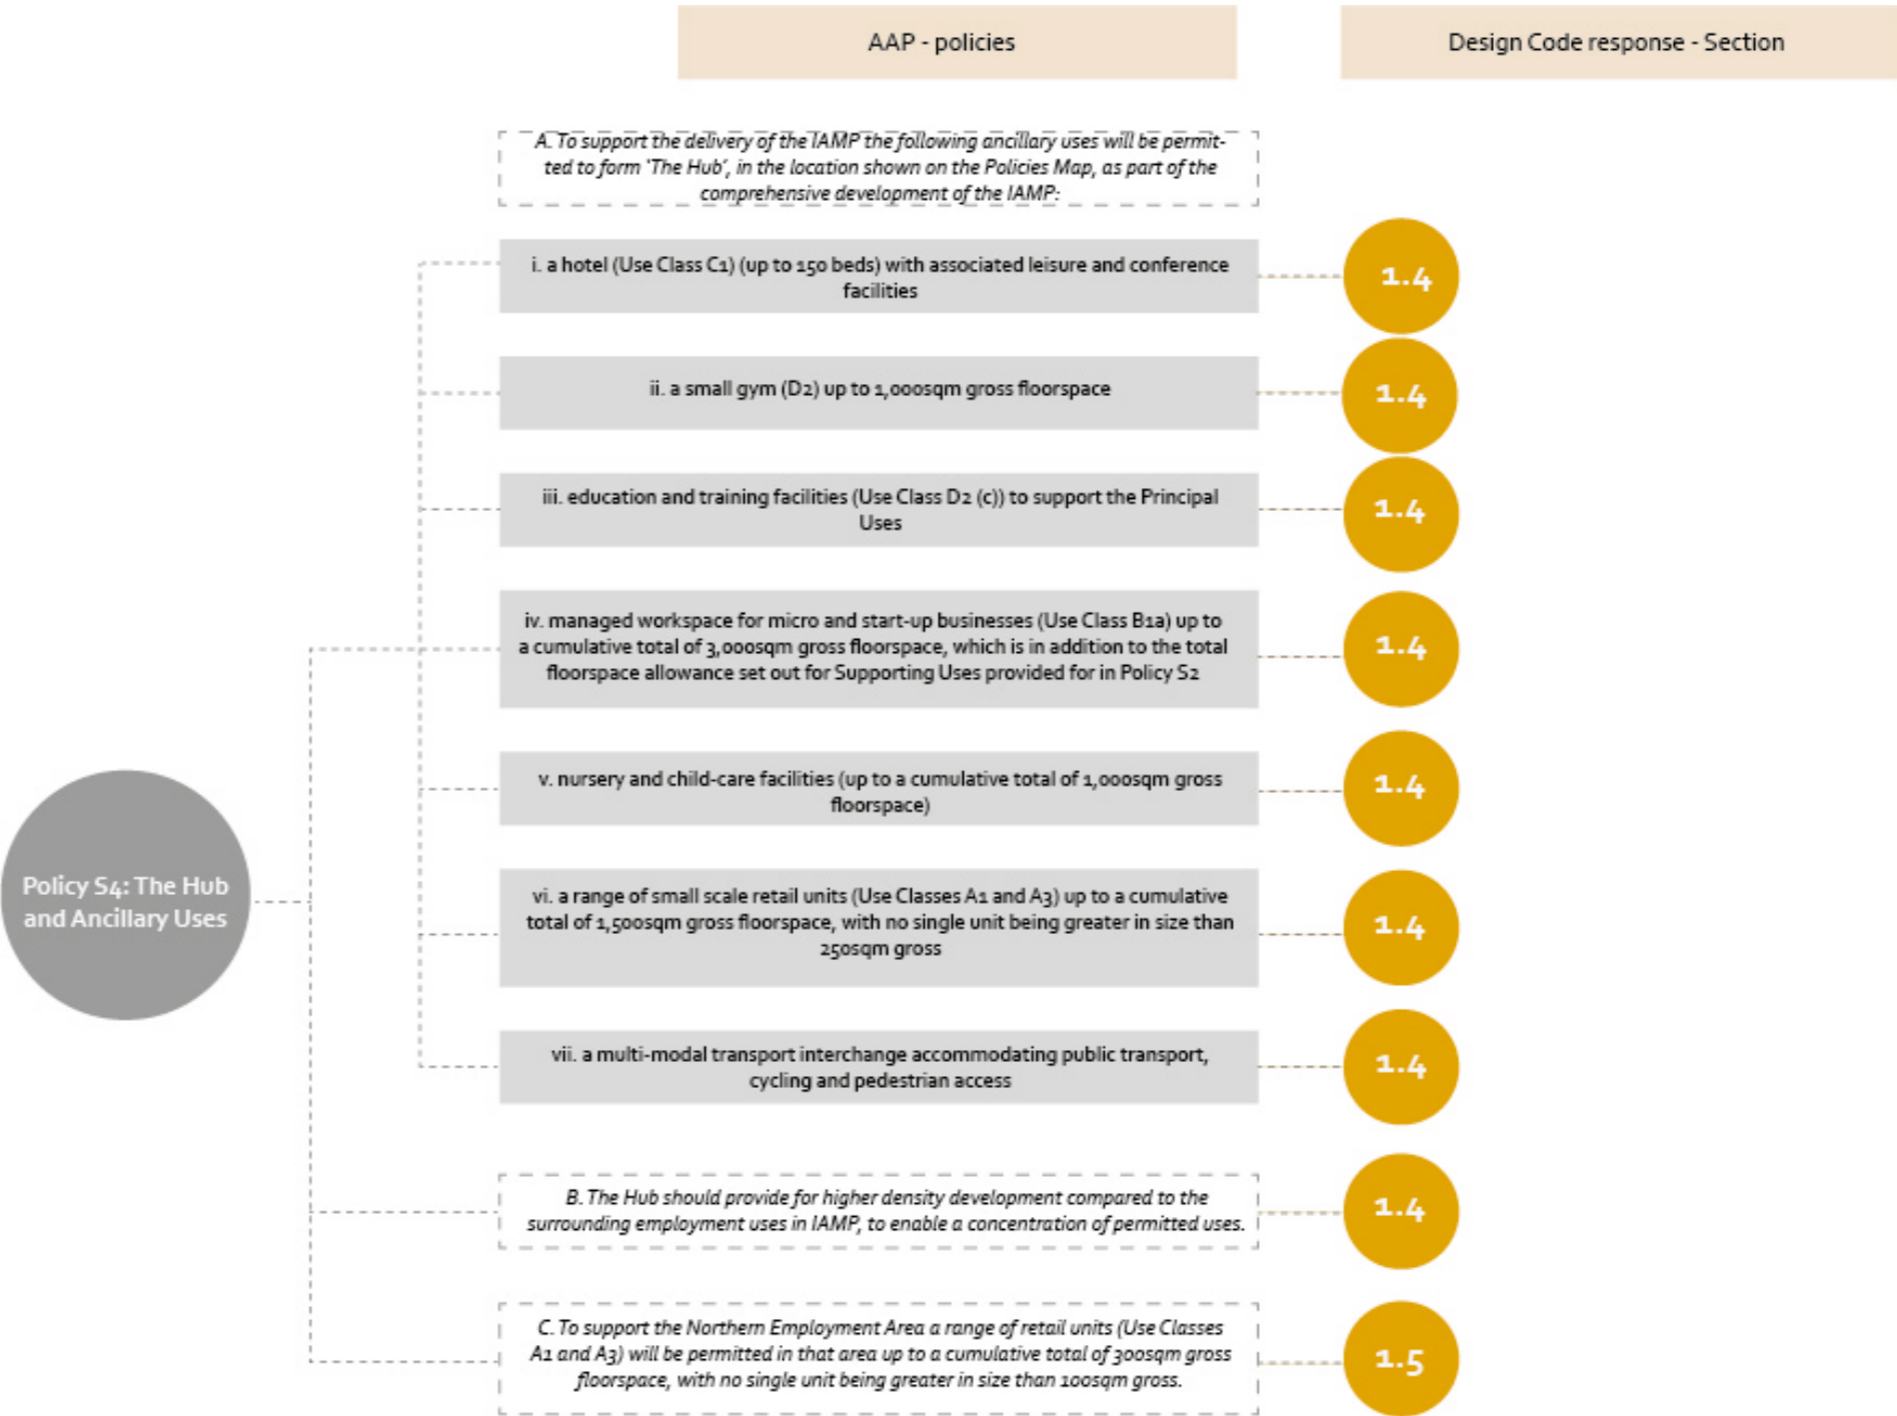 AAP - policies
Design Code response - Section
A. To support the delivery of the IAMP the following ancillary uses will be permit-
ted to form 'The Hub', in the location shown on the Policies Map, as part of the
comprehensive development of the IAMP:
i. a hotel (Use Class C1) (up to 150 beds) with associated leisure and conference
facilities
1.4
ii. a small gym (D2) up to 1,000sqm gross floorspace
1.4
iii. education and training facilities (Use Class D2 (c)) to support the Principal
Uses
1.4
iv. managed workspace for micro and start-up businesses (Use Class B1a) up to
a cumulative total of 3,000sqm gross floorspace, which is in addition to the total
floorspace allowance set out for Supporting Uses provided for in Policy S2
1.4
v. nursery and child-care facilities (up to a cumulative total of 1,000sqm gross
floorspace)
1.4
Policy S4: The Hub
and Ancillary Uses
vi. a range of small scale retail units (Use Classes A1 and A3) up to a cumulative
total of 1,500sqm gross floorspace, with no single unit being greater in size than
250sqm gross
1.4
vii. a multi-modal transport interchange accommodating public transport,
cycling and pedestrian access
1.4
B. The Hub should provide for higher density development compared to the
surrounding employment uses in IAMP, to enable a concentration of permitted uses.
1.4
C. To support the Northern Employment Area a range of retail units (Use Classes
A1 and A3) will be permitted in that area up to a cumulative total of 300sqm gross
floorspace, with no single unit being greater in size than 100sqm gross.
1.5